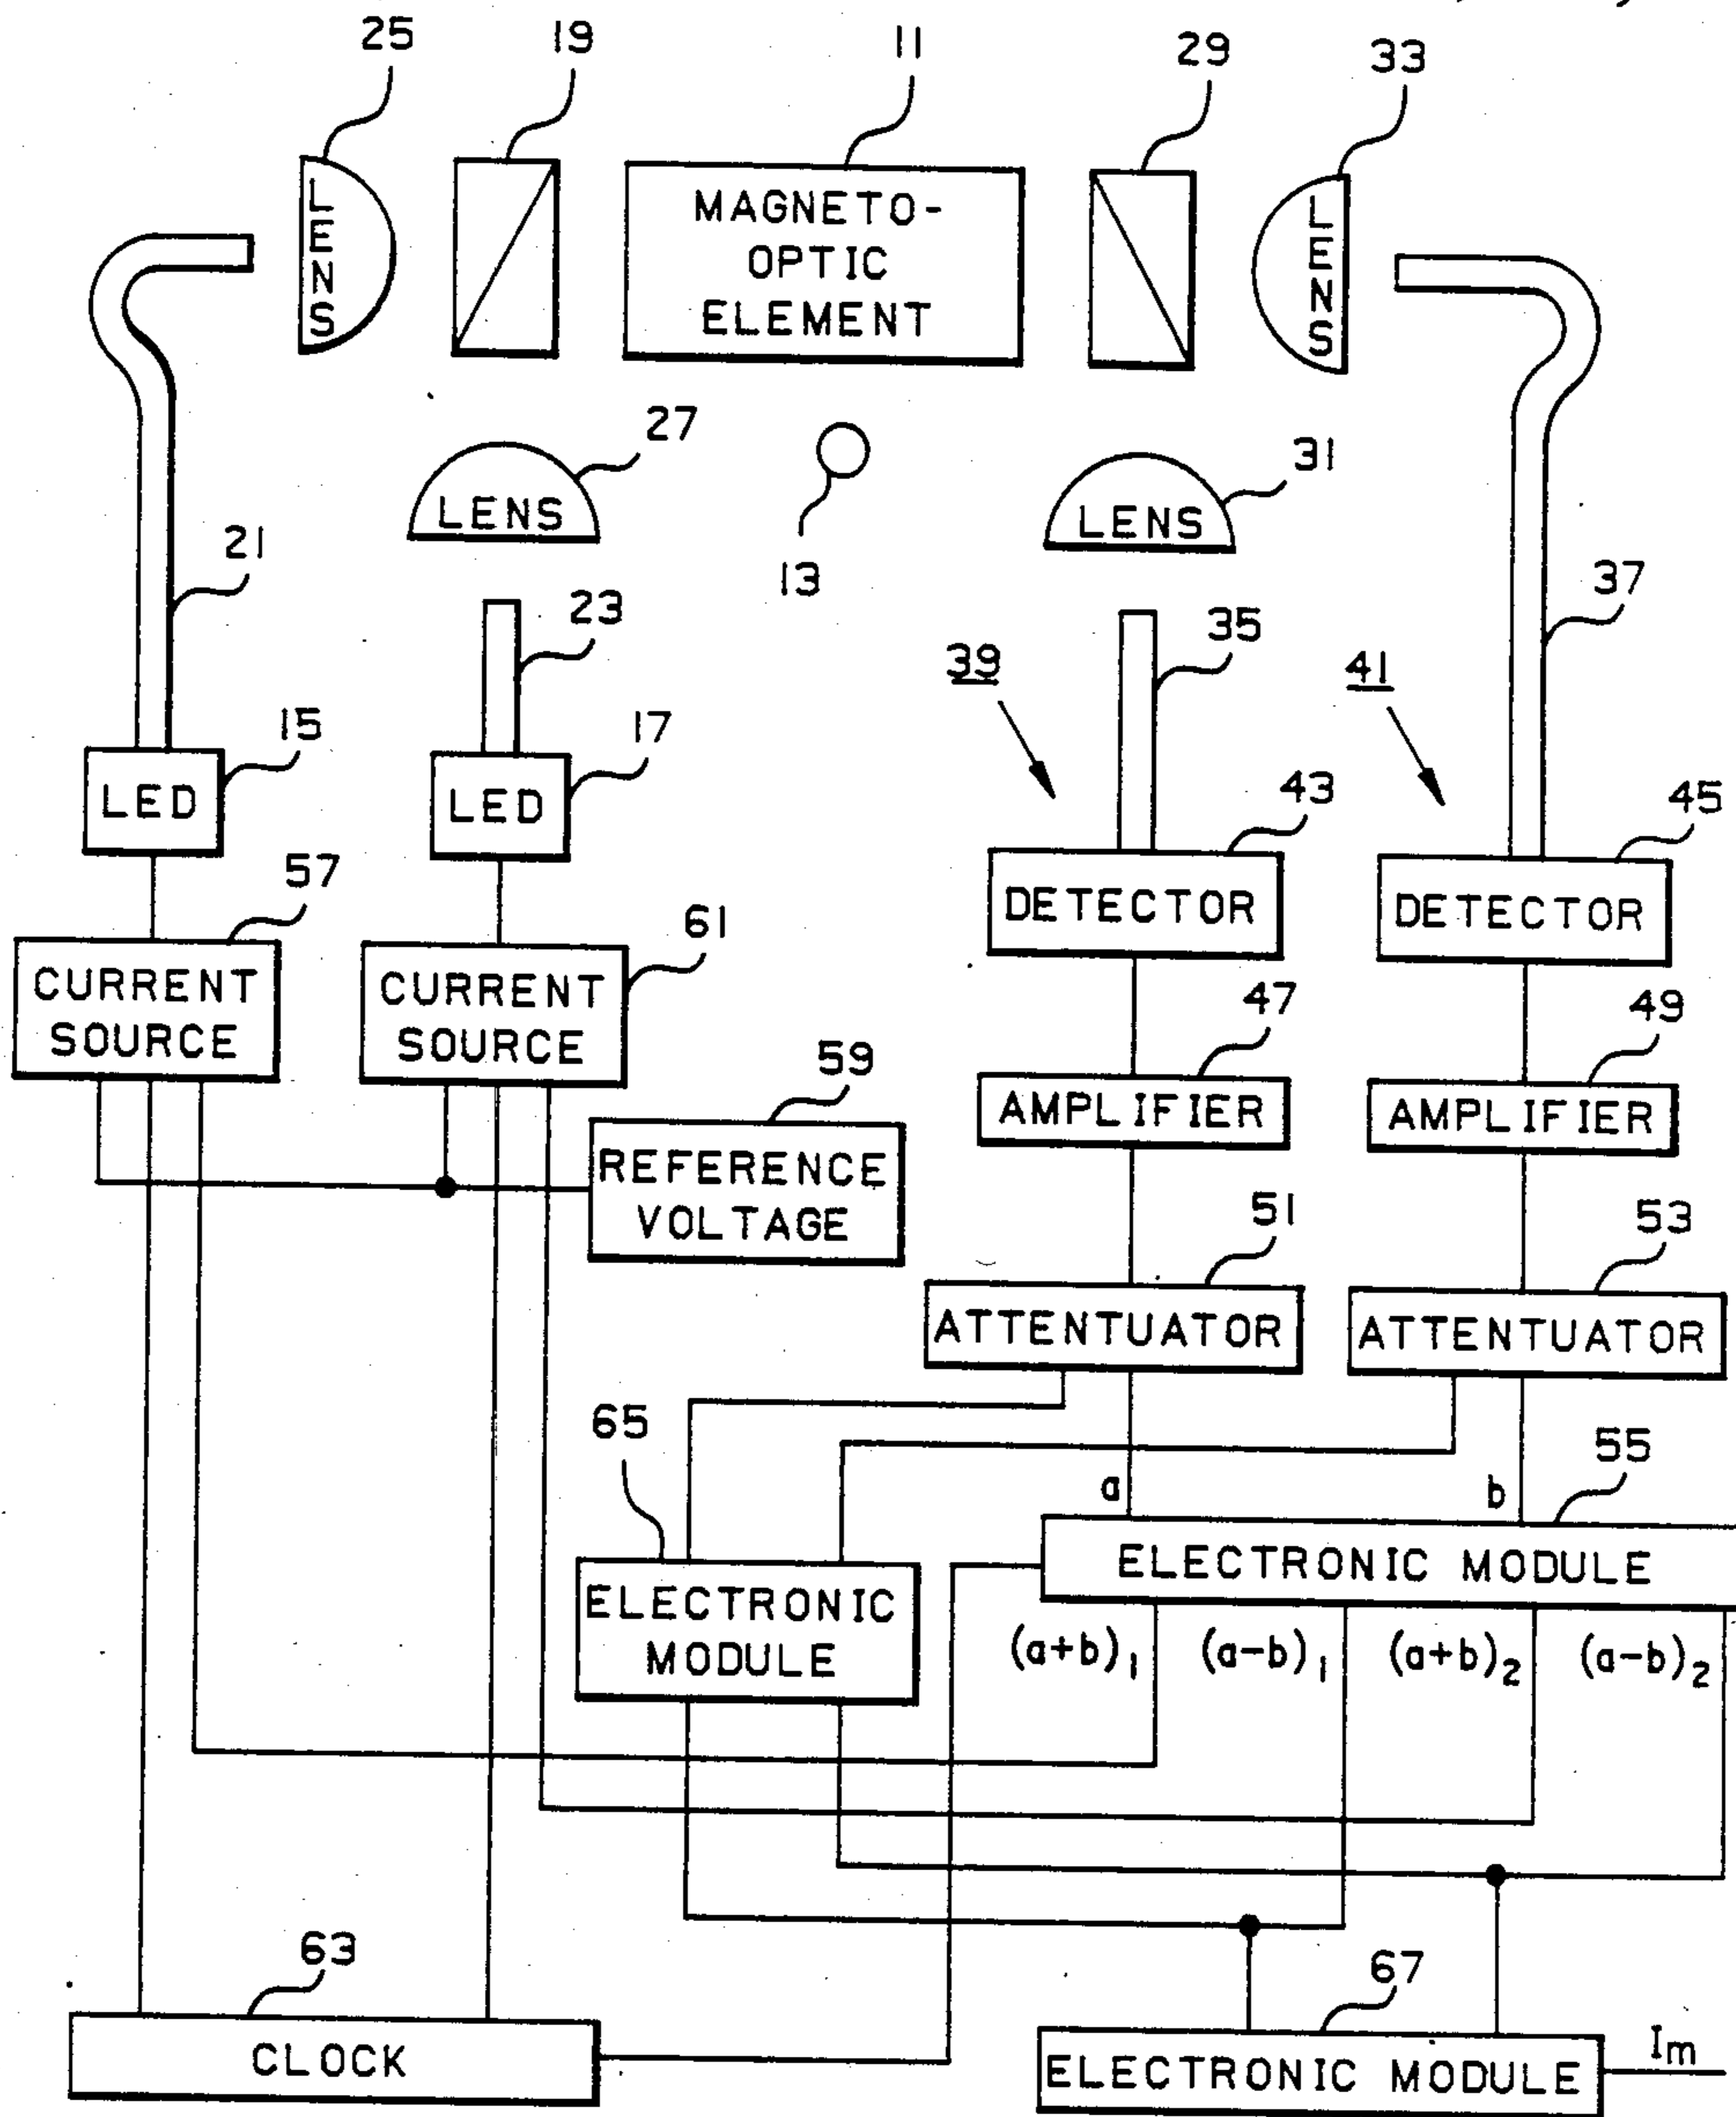 25
19
11
29
33
LENS
MAGNETO-
OPTIC
ELEMENT
LENS
27
LENS
13
31
LENS
21
23
35
37
39
41
15
LED
17
LED
43
DETECTOR
45
DETECTOR
57
CURRENT
SOURCE
61
CURRENT
SOURCE
47
AMPLIFIER
49
AMPLIFIER
59
REFERENCE
VOLTAGE
51
ATTENTUATOR
53
ATTENTUATOR
65
a
b
55
ELECTRONIC MODULE
ELECTRONIC
MODULE
(a+b)1
(a-b)1
(a+b)2
(a-b)2
63
CLOCK
67
ELECTRONIC MODULE
Im